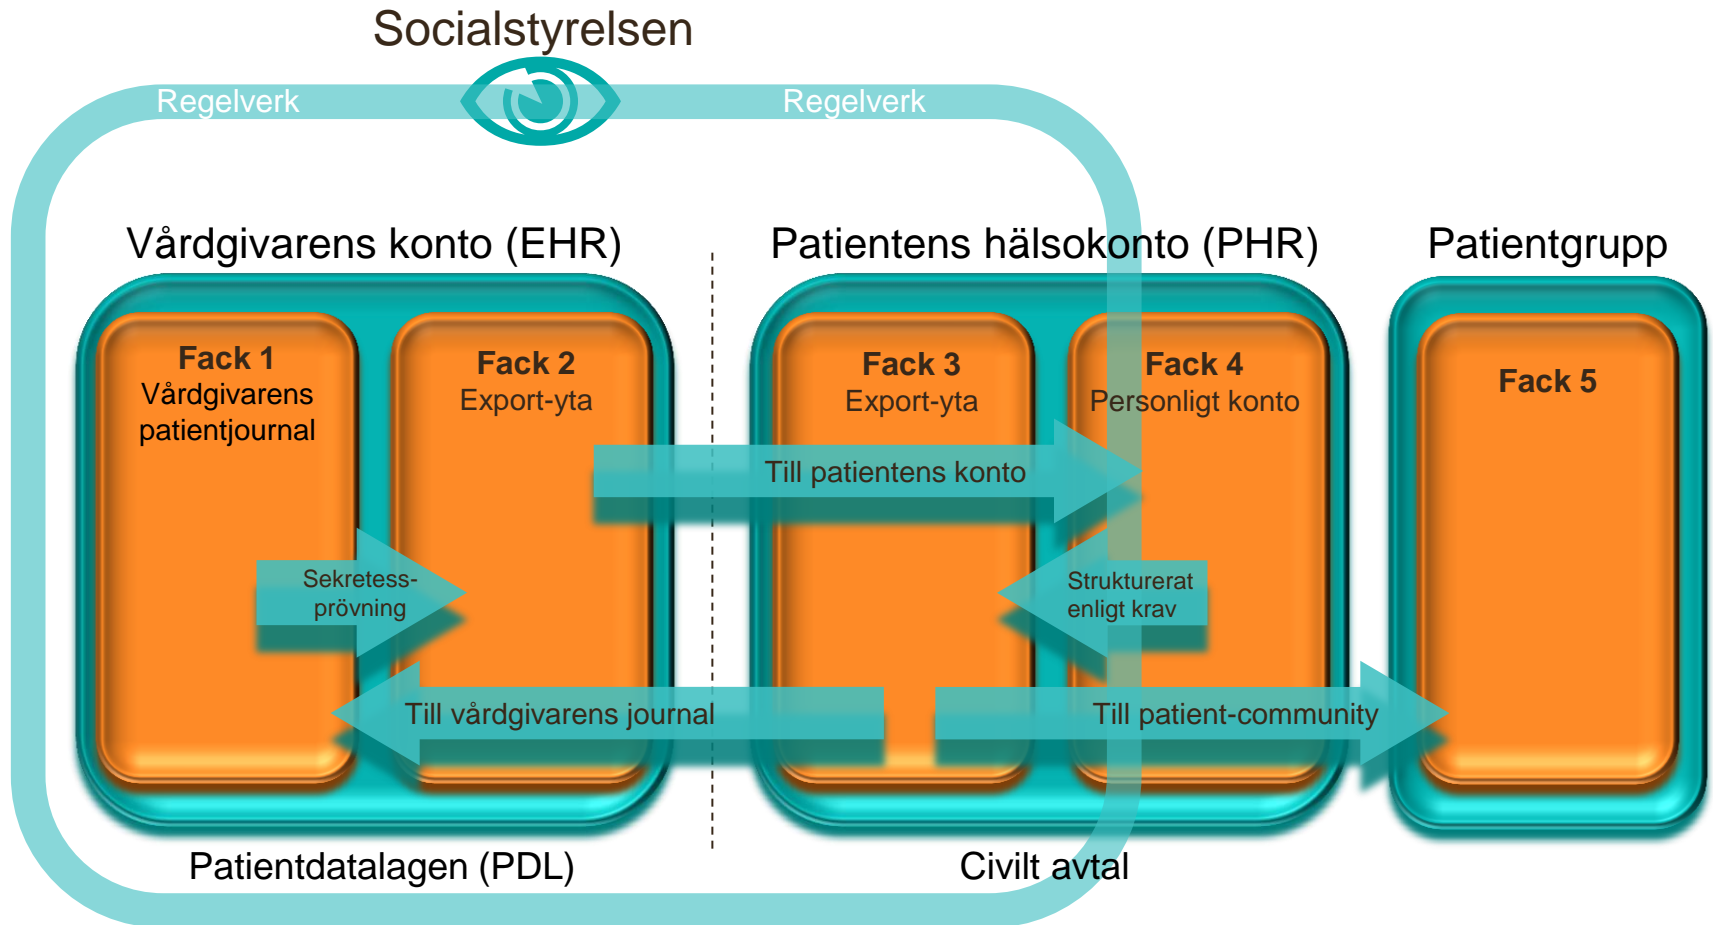 Socialstyrelsen
Regelverk
Regelverk
Vårdgivarens konto (EHR)
Patientens hälsokonto (PHR)
Patientgrupp
Fack 1
Vårdgivarens
patientjournal
Fack 2
Export-yta
Fack 3
Export-yta
Fack 4
Personligt konto
Fack 5
Till patientens konto
Sekretess-
prövning
Strukturerat
enligt krav
Till vårdgivarens journal
Till patient-community
Patientdatalagen (PDL)
Civilt avtal